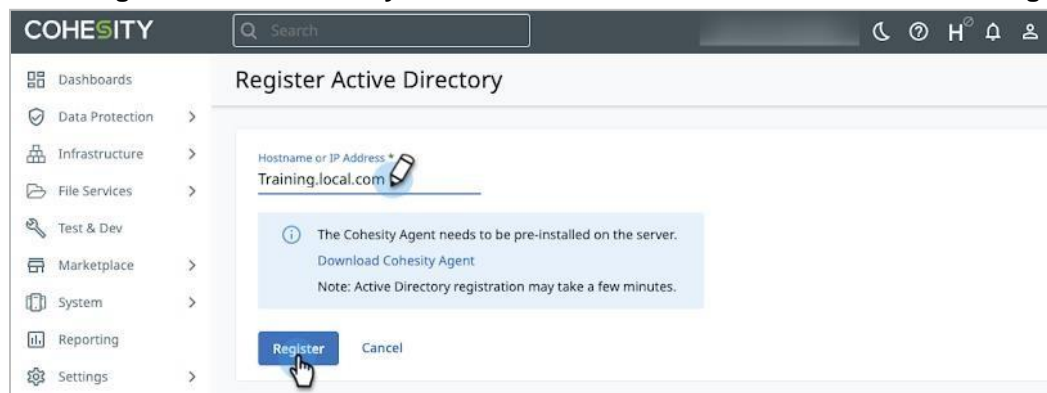 COHESITY
Search
H
Dashboards
Register Active Directory
Data Protection
Infrastructure
Hostname or IP Address *
Training.local.com
File Services
Test & Dev
The Cohesity Agent needs to be pre-installed on the server.
Download Cohesity Agent
Marketplace
Note: Active Directory registration may take a few minutes.
System
Reporting
Register Cancel
Settings